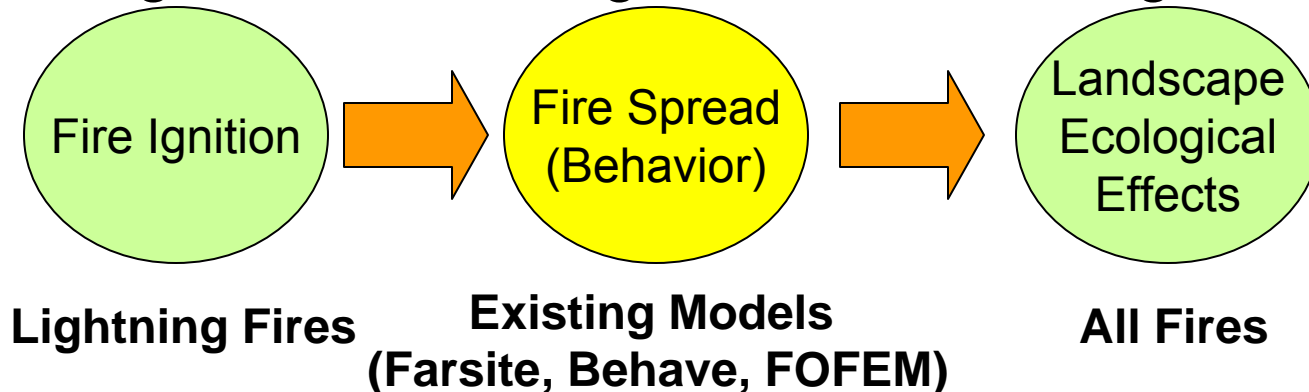 Fire Ignition
Fire Spread
(Behavior)
Landscape
Ecological
Effects
Lightning Fires
Existing Models
(Farsite, Behave, FOFEM)
All Fires